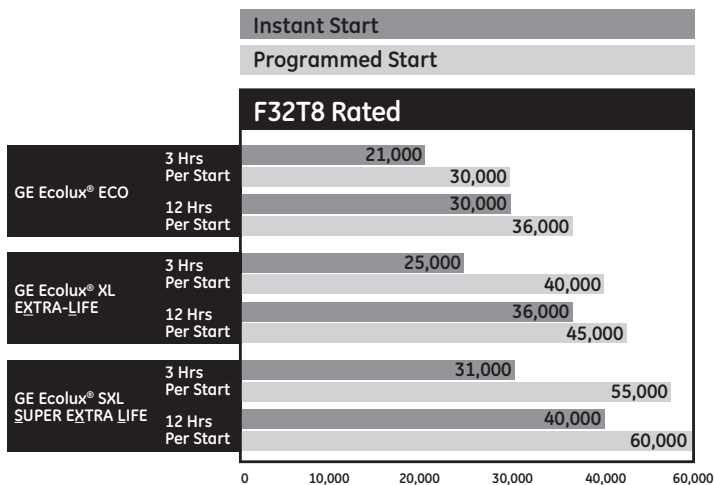 Instant Start
Programmed Start
F32T8 Rated
GE Ecolux® ECO
3 Hrs
Per Start
21,000
30,000
12 Hrs
Per Start
30,000
36,000
GE Ecolux® XL
EXTRA-LIFE
3 Hrs
Per Start
25,000
40,000
12 Hrs
Per Start
36,000
45,000
GE Ecolux® SXL
SUPER EXTRA LIFE
3 Hrs
Per Start
31,000
55,000
12 Hrs
Per Start
40,000
60,000
0 10,000 20,000 30,000 40,000 60,000